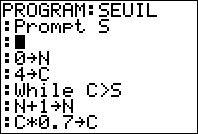 PROGRAM:SEUIL
:Prompt S
:
:0→N
:4→C
:While C>S
:N+1→N
:C*0.7→C